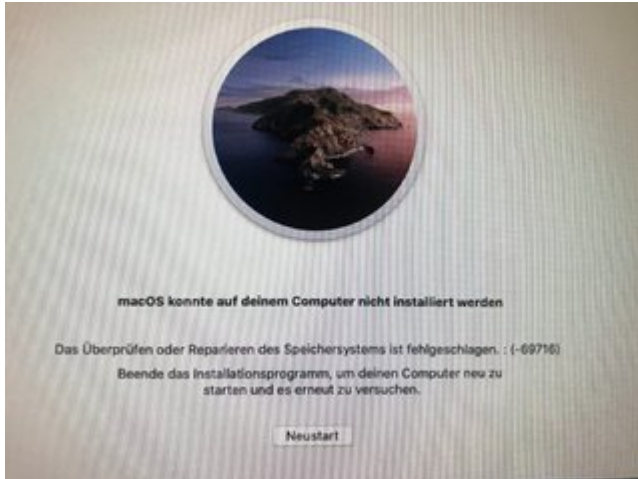 macOS konnte auf deinem Computer nicht installiert werden
Das Überprüfen oder Reparieren des Speichersystems ist fehlgeschlagen. : (-69716)
Beende das Installationsprogramm, um deinen Computer neu zu
starten und es erneut zu versuchen.
Neustart